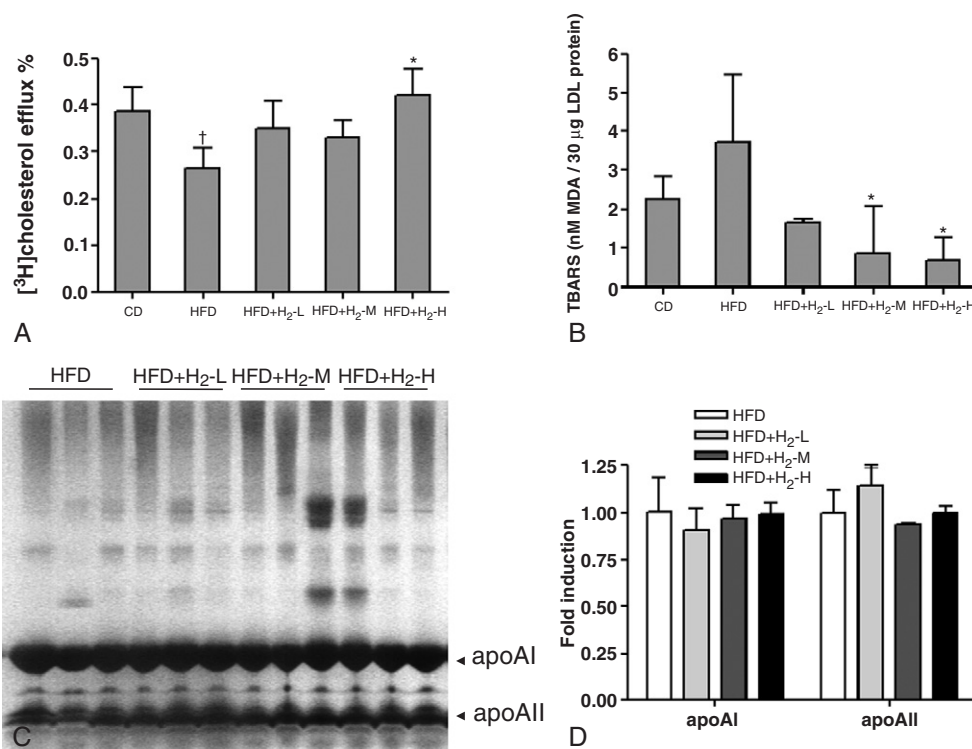 [³H]cholesterol efflux %
0.5
0.4
0.3
0.2
0.1
0.0
†
*
CD HFD HFD+H₂-L HFD+H₂-M HFD+H₂-H
A
TBARS (nM MDA / 30 µg LDL protein)
6
5
4
3
2
1
0
*
*
CD HFD HFD+H₂-L HFD+H₂-M HFD+H₂-H
B
HFD HFD+H₂-L HFD+H₂-M HFD+H₂-H
◄ apoAI
◄ apoAII
C
HFD
HFD+H₂-L
HFD+H₂-M
HFD+H₂-H
Fold induction
1.25
1.00
0.75
0.50
0.25
0.00
apoAI apoAII
D